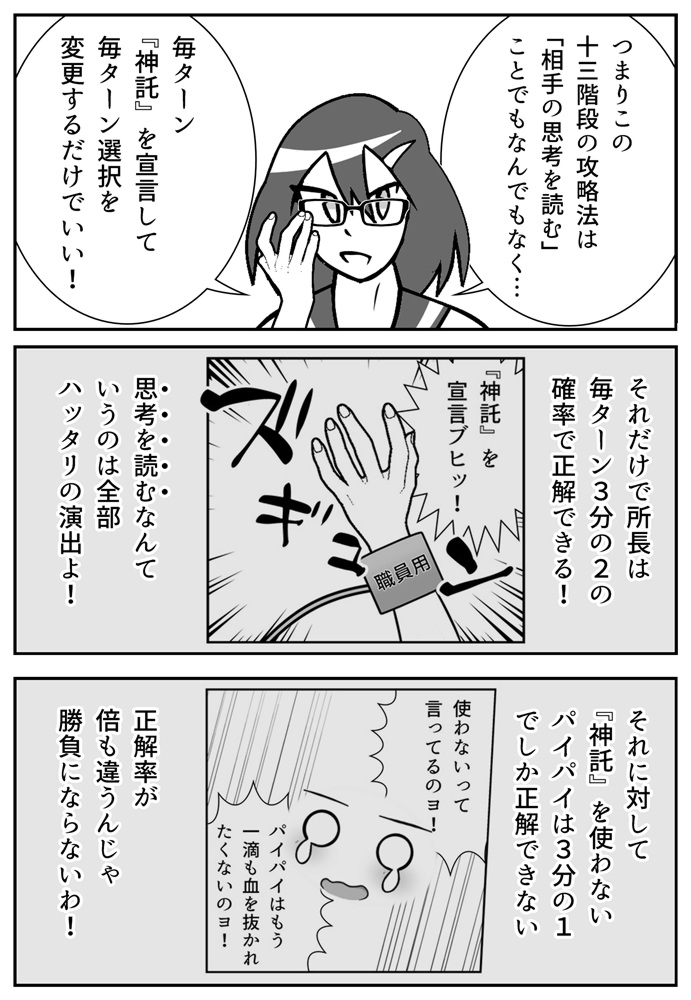 つまりこの
十三階段の攻略法は
「相手の思考を読む」
ことでもなんでもなく…
毎ターン
『神託』を宣言して
毎ターン選択を
変更するだけでいい！
それだけで所長は
毎ターン３分の２の
確率で正解できる！
『神託』を
宣言ブヒッ！
ズギュン
職員用
思考を読むなんて
いうのは全部
ハッタリの演出よ！
それに対して
『神託』を使わない
パイパイは３分の１
でしか正解できない
使わないって
言ってるのヨ！
パイパイはもう
一滴も血を抜かれ
たくないのヨ！
正解率が
倍も違うんじゃ
勝負にならないわ！